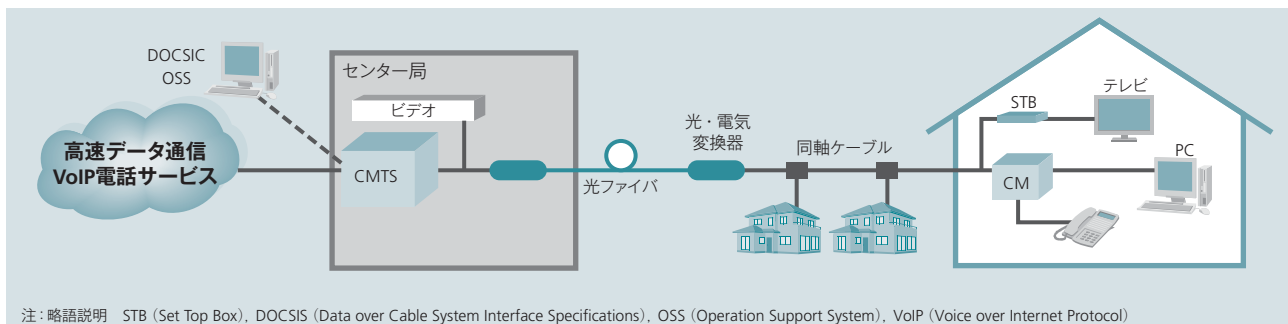 DOCSIC
OSS
高速データ通信
VoIP電話サービス
センター局
ビデオ
CMTS
光ファイバ
光・電気
変換器
同軸ケーブル
STB
テレビ
CM
PC
注：略語説明　STB（Set Top Box），DOCSIS（Data over Cable System Interface Specifications），OSS（Operation Support System），VoIP（Voice over Internet Protocol）